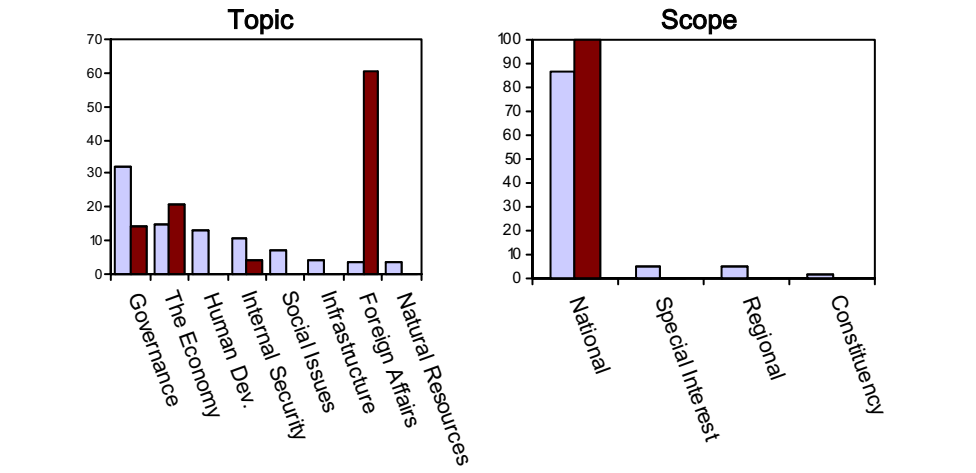 Topic
70
60
50
40
30
20
10
0
Governance
The Economy
Human Dev.
Internal Security
Social Issues
Infrastructure
Foreign Affairs
Natural Resources
Scope
100
90
80
70
60
50
40
30
20
10
0
National
Special Interest
Regional
Constituency